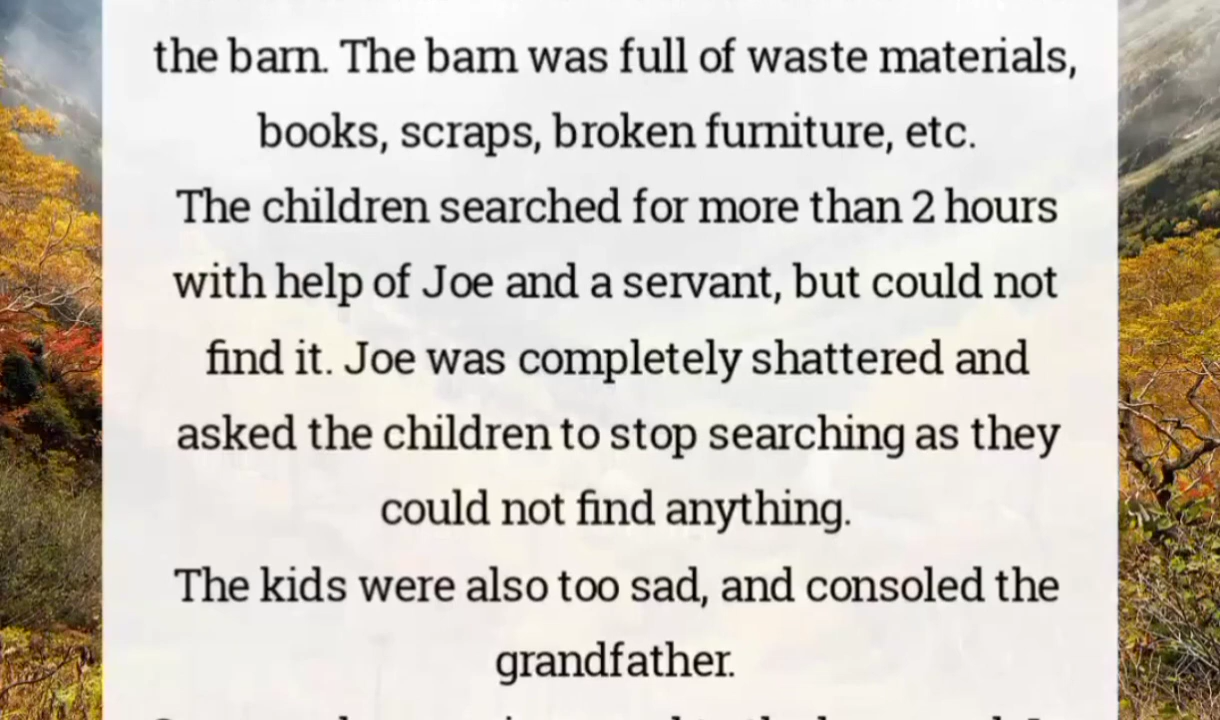 the barn. The barn was full of waste materials,
books, scraps, broken furniture, etc.
The children searched for more than 2 hours
with help of Joe and a servant, but could not
find it. Joe was completely shattered and
asked the children to stop searching as they
could not find anything.
The kids were also too sad, and consoled the
grandfather.